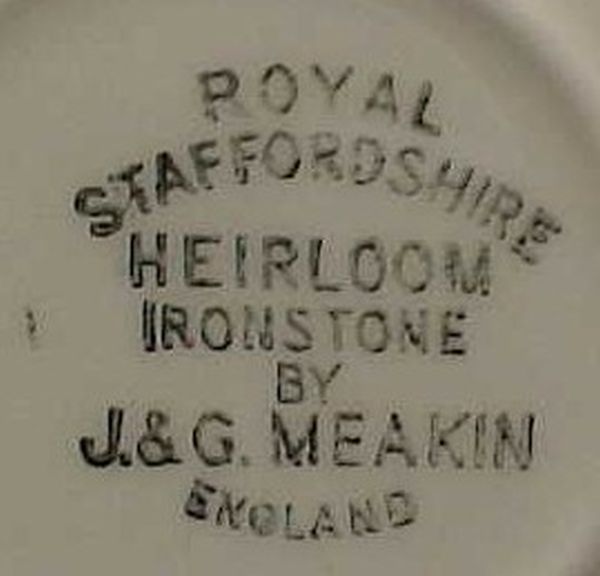 ROYAL
STAFFORDSHIRE
HEIRLOOM
IRONSTONE
BY
J.&G. MEAKIN
ENGLAND